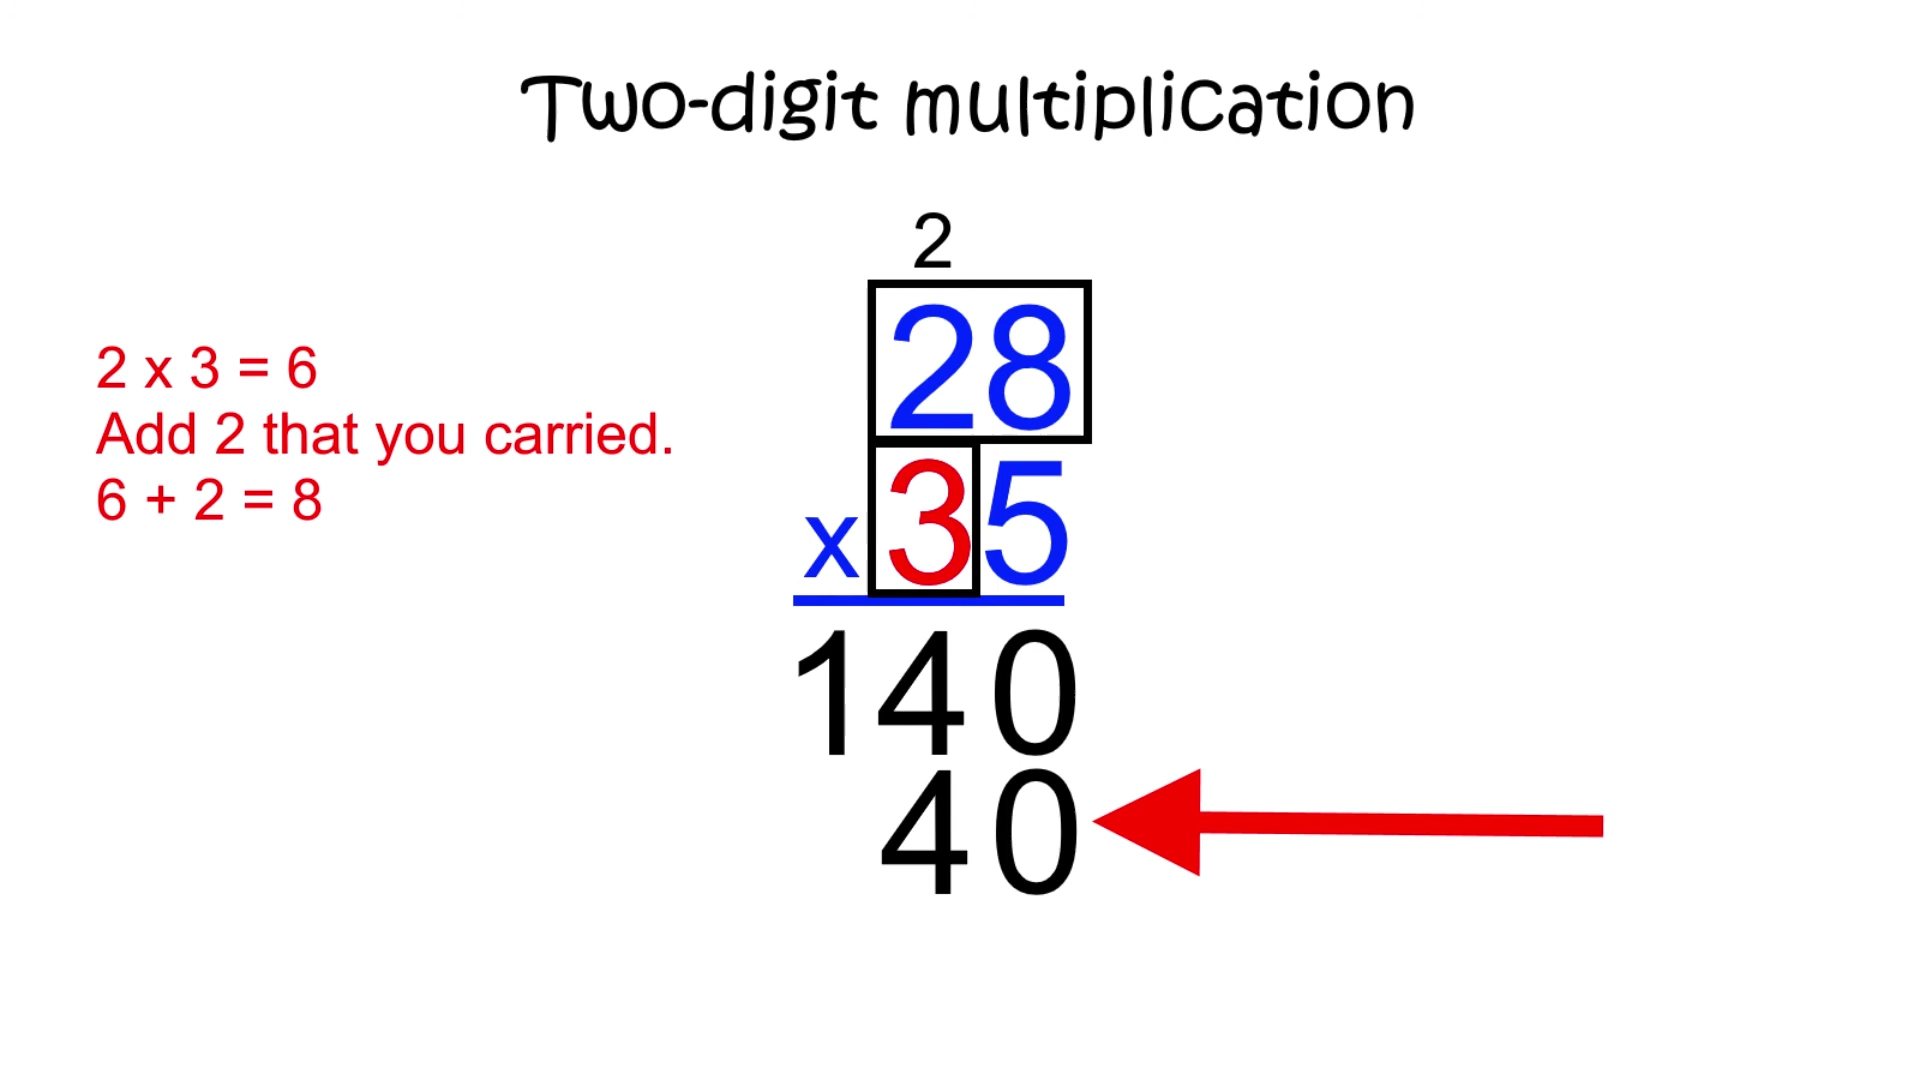 Two-digit multiplication
2
28
2 x 3 = 6
Add 2 that you carried.
6 + 2 = 8
x 35
140
40